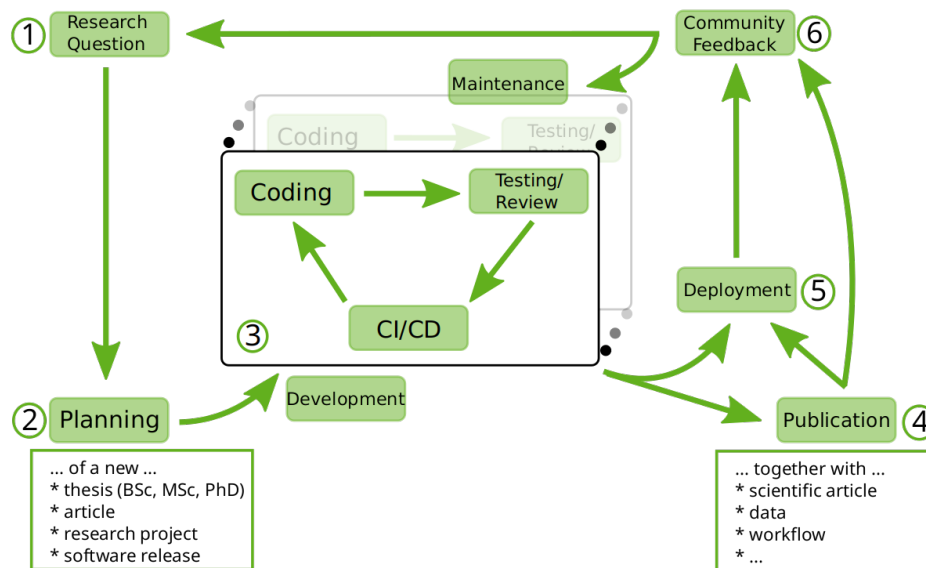 1
Research
Question
Community
Feedback
6
Maintenance
Coding
Testing/
Review
Coding
Testing/
Review
3
CI/CD
Deployment
5
Development
2
Planning
Publication
4
... of a new ...
* thesis (BSc, MSc, PhD)
* article
* research project
* software release
... together with ...
* scientific article
* data
* workflow
* ...